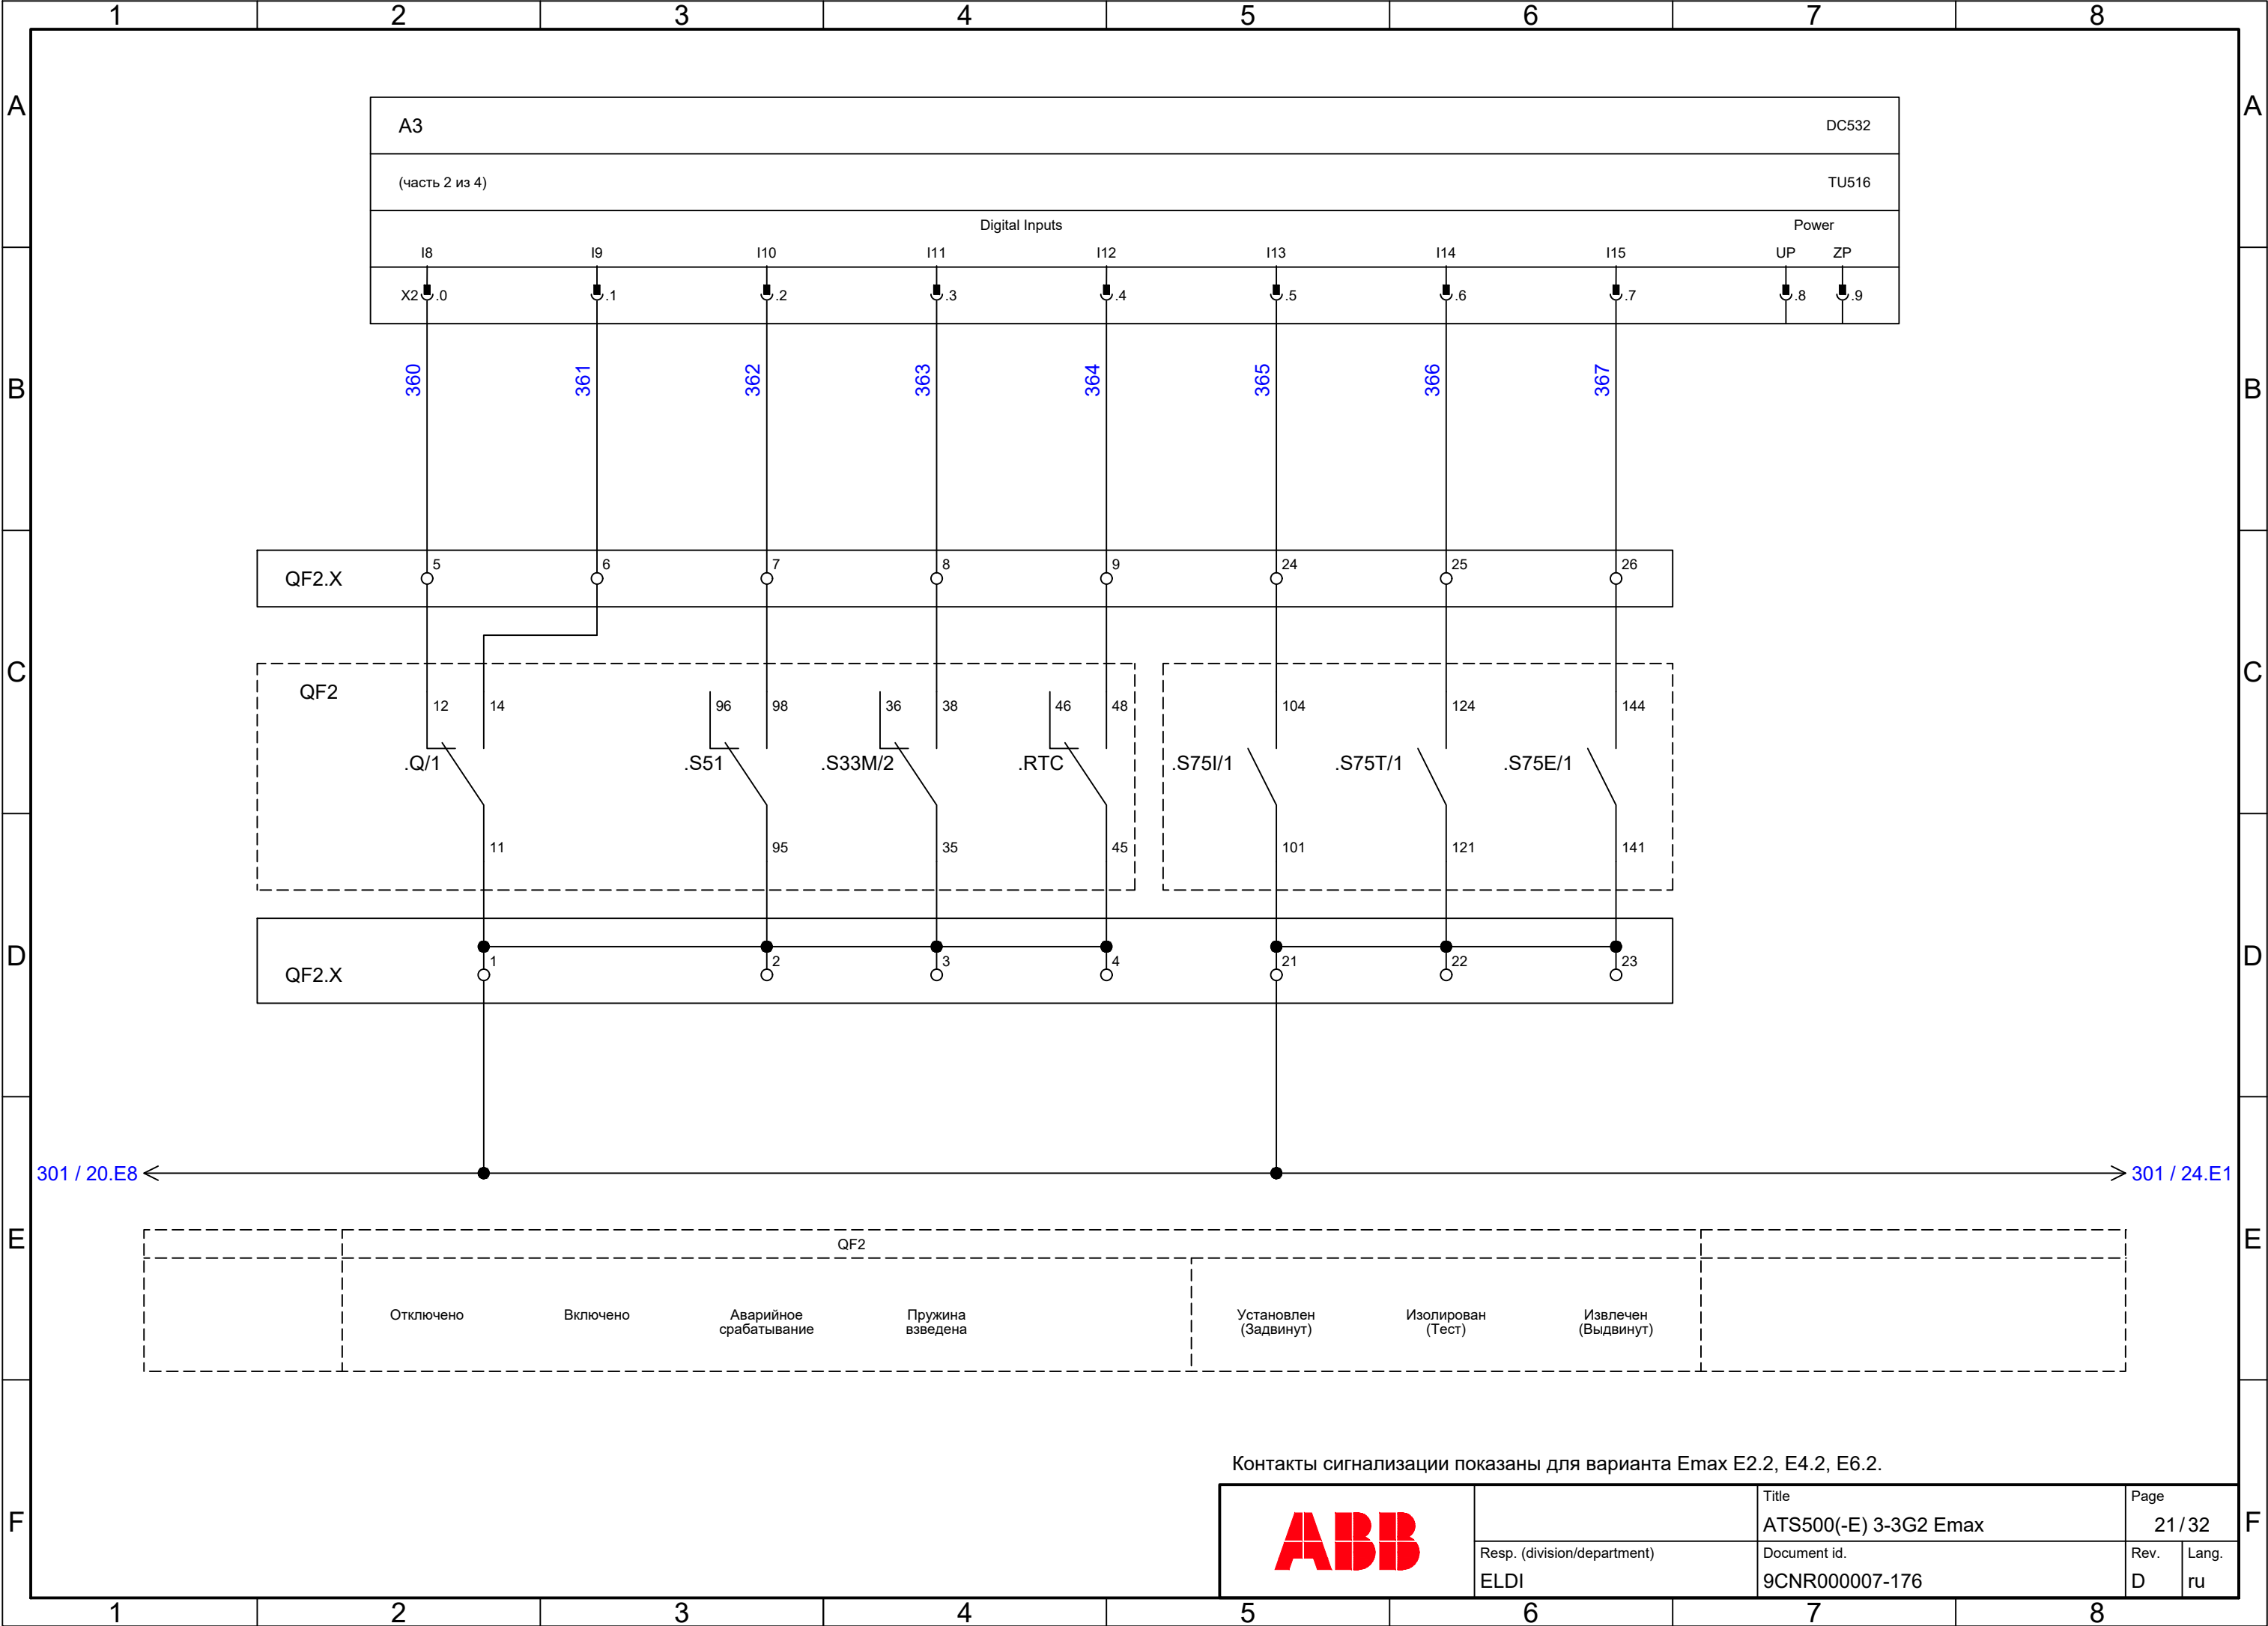 1 2 3 4 5 6 7 8
A A
A3 DC532
(часть 2 из 4) TU516
Digital Inputs Power
I8 I9 I10 I11 I12 I13 I14 I15 UP ZP
X2 .0 .1 .2 .3 .4 .5 .6 .7 .8 .9
B B
360 361 362 363 364 365 366 367
QF2.X 5 6 7 8 9 24 25 26
C C
QF2
12 14 96 98 36 38 46 48 104 124 144
.Q/1 .S51 .S33M/2 .RTC .S75I/1 .S75T/1 .S75E/1
11 95 35 45 101 121 141
D D
QF2.X 1 2 3 4 21 22 23
301 / 20.E8 301 / 24.E1
E E
QF2
Отключено Включено Аварийное Пружина Установлен Изолирован Извлечен
срабатывание взведена (Задвинут) (Тест) (Выдвинут)
Контакты сигнализации показаны для варианта Emax E2.2, E4.2, E6.2.
F F
ABB
Title Page
ATS500(-E) 3-3G2 Emax 21/32
Resp. (division/department) Document id. Rev. Lang.
ELDI 9CNR000007-176 D ru
1 2 3 4 5 6 7 8